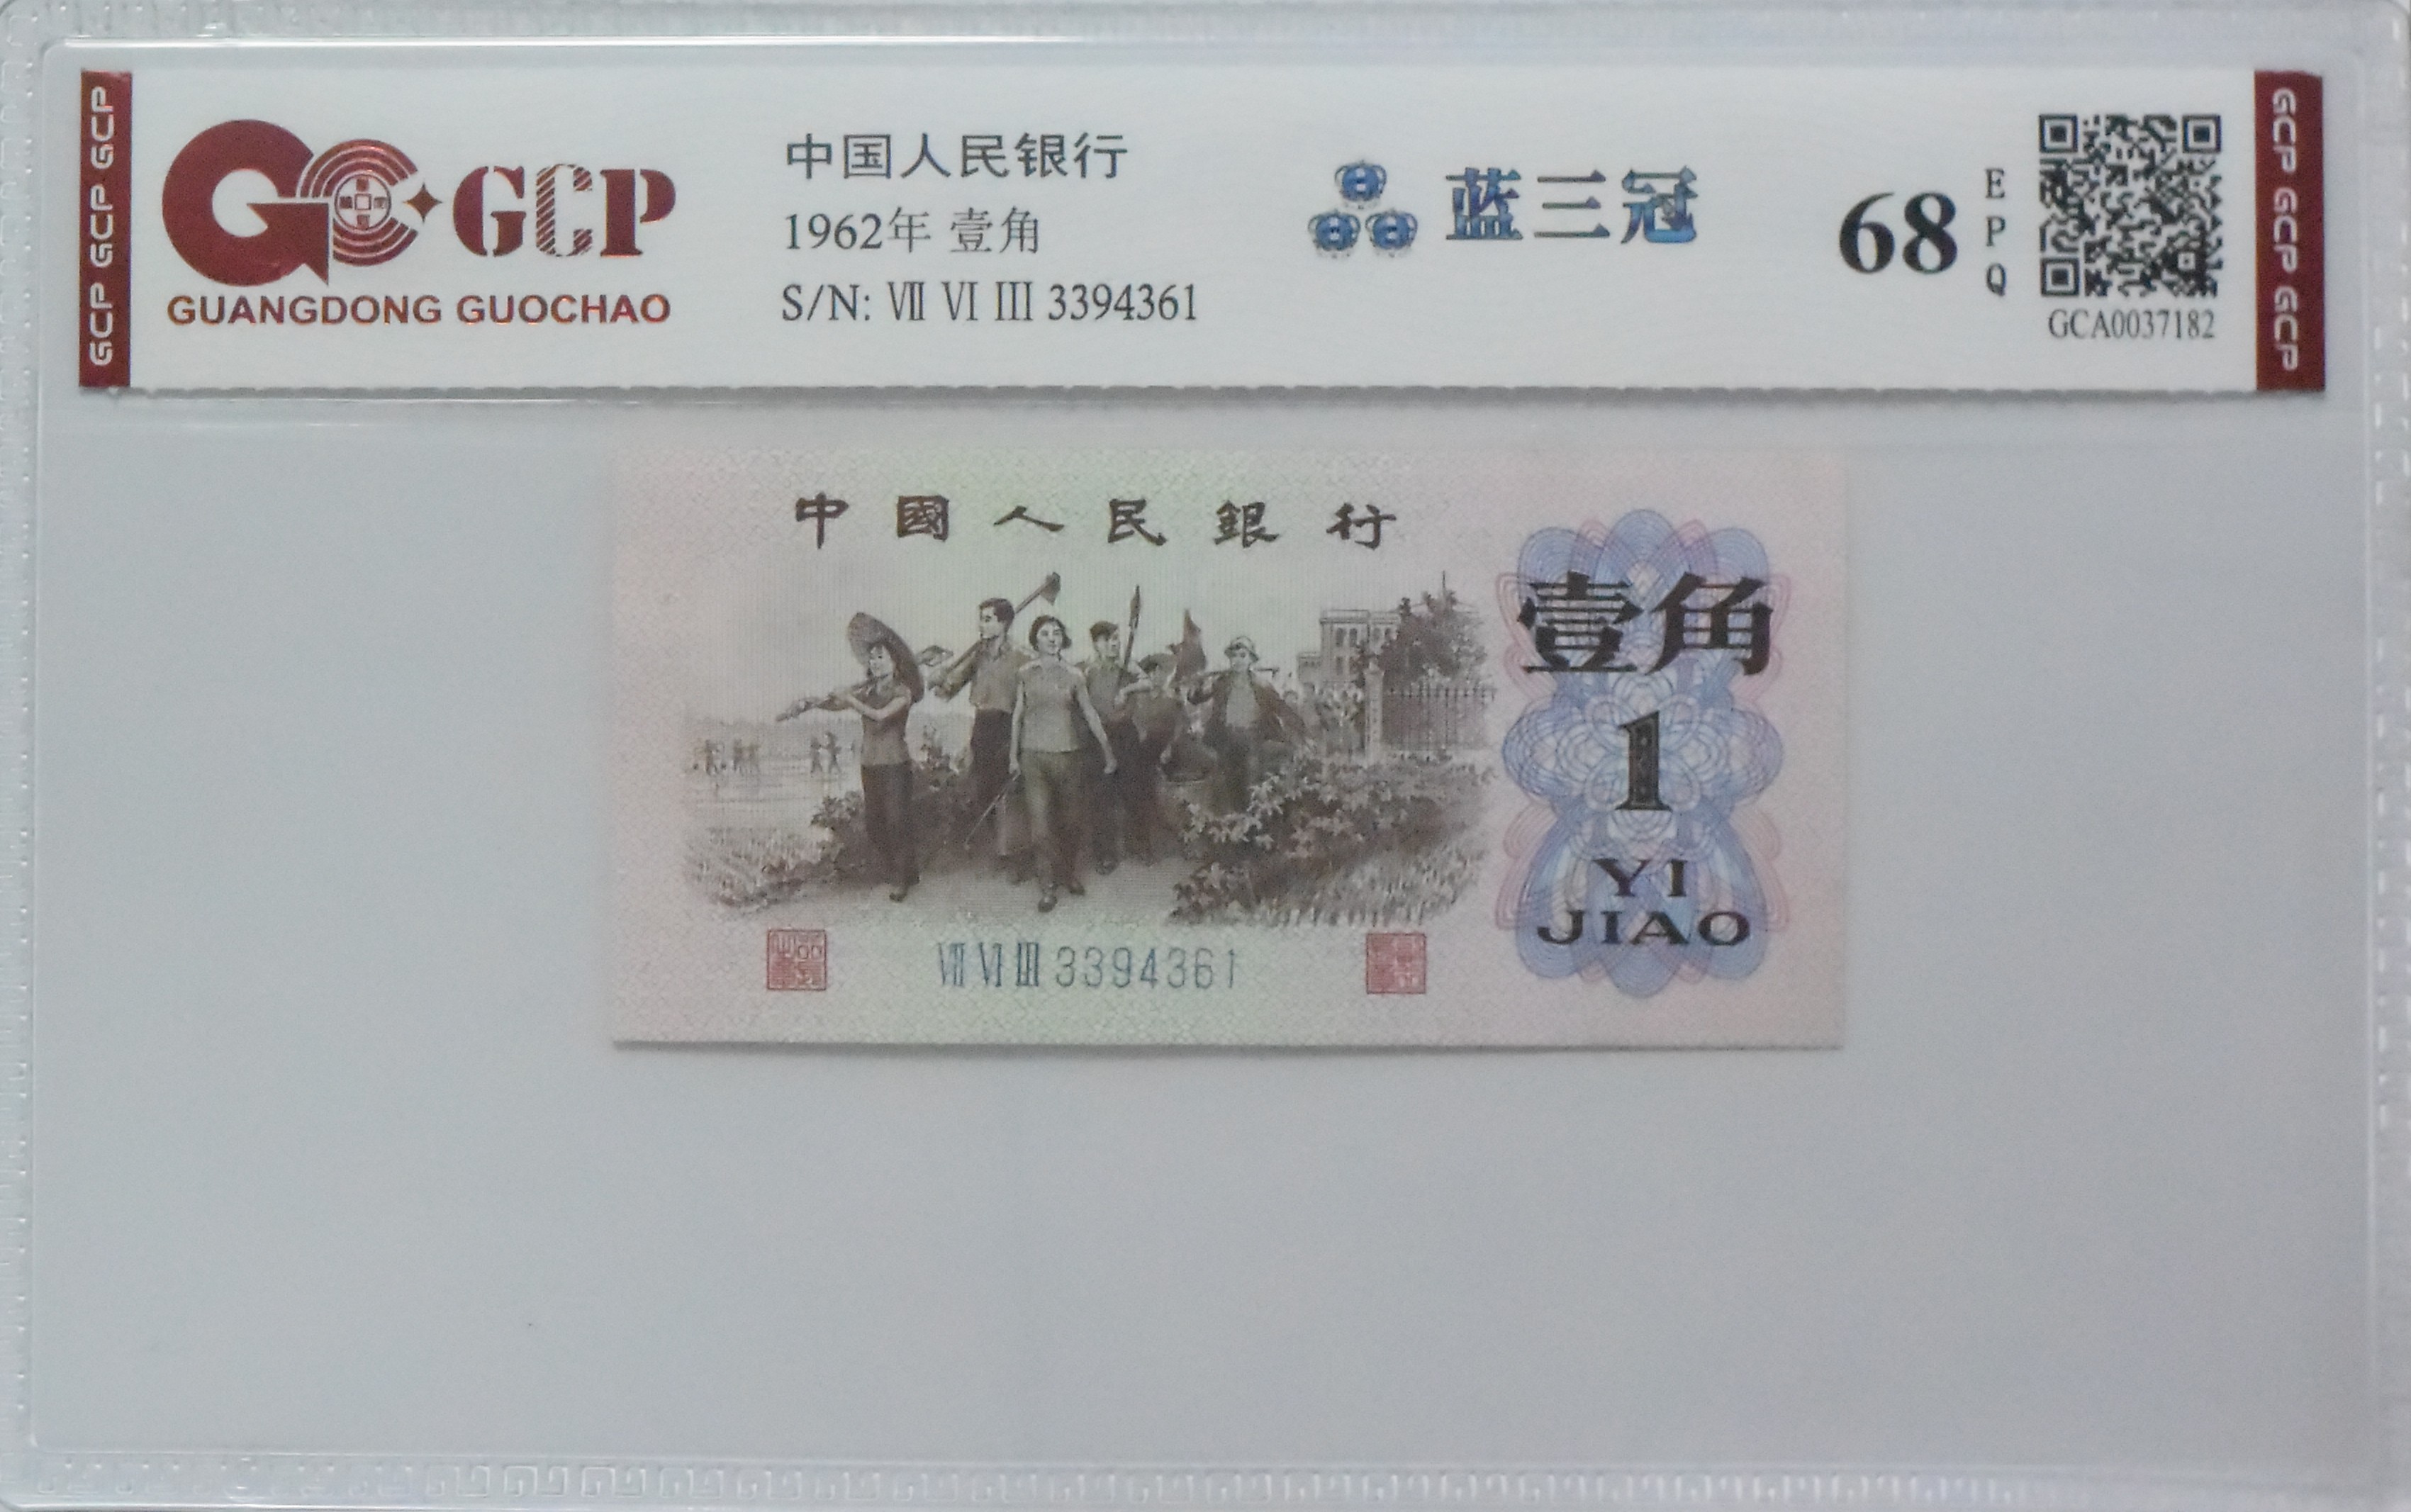 GCP GCP GCP
GCP
GUANGDONG GUOCHAO
中国人民银行
1962年 壹角
S/N: Ⅶ Ⅵ Ⅲ 3394361
蓝三冠
68
E
P
Q
GCA0037182
GCP GCP GCP
中國人民銀行
壹角
1
YI
JIAO
Ⅶ Ⅵ Ⅲ 3394361